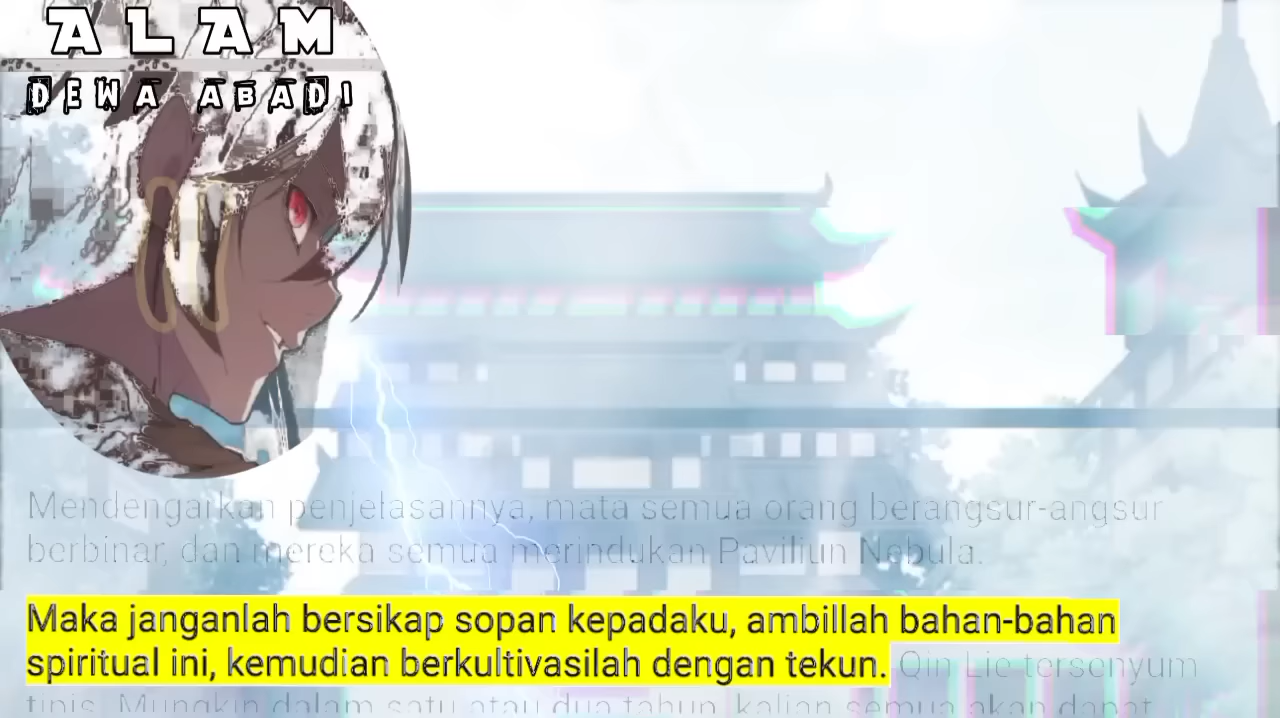 ALAM
DEWA ABADI
Mendengarkan penjelasannya, mata semua orang berangsur-angsur
berbinar, dan mereka semua merindukan Paviliun Nebula.
Maka janganlah bersikap sopan kepadaku, ambillah bahan-bahan
spiritual ini, kemudian berkultivasilah dengan tekun. Qin Lie tersenyum
tipis. Mungkin dalam satu atau dua tahun, kalian semua akan dapat